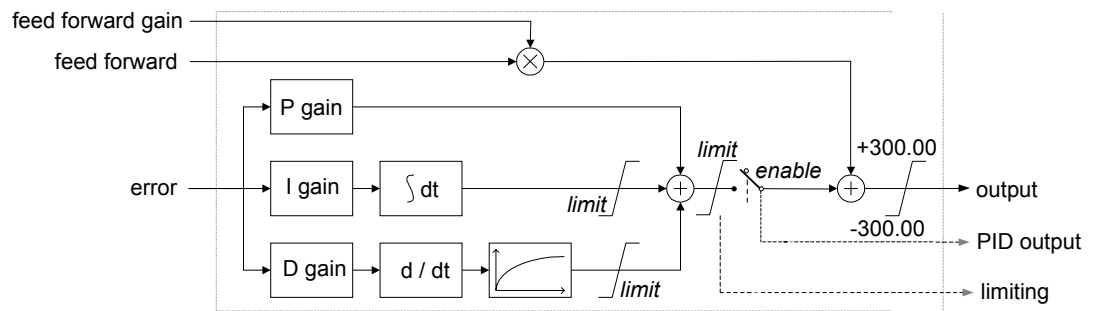 feed forward gain
feed forward
P gain
limit
enable
+300.00
error
I gain
∫ dt
limit
output
-300.00
PID output
D gain
d / dt
limit
limiting